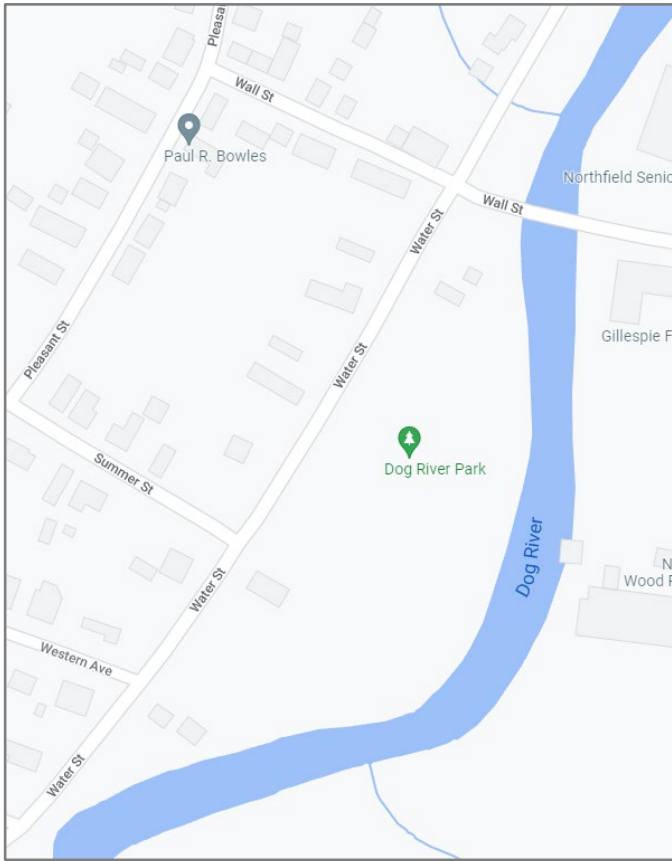 Pleasa
Wall St
Paul R. Bowles
Northfield Senio
Wall St
Water St
Gillespie F
Pleasant St
Water St
Dog River Park
Summer St
Dog River
N
Wood F
Water St
Western Ave
Water St